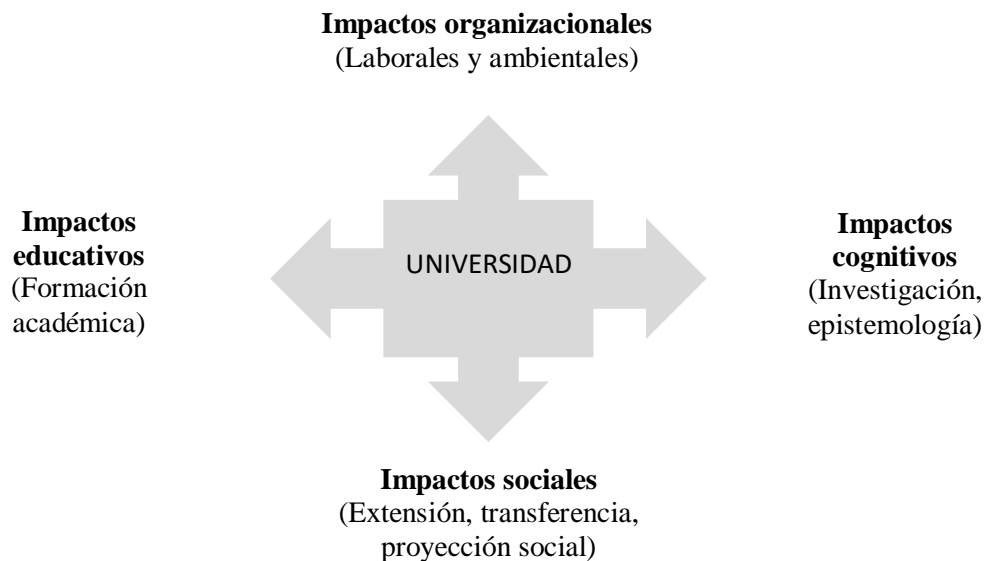 Impactos organizacionales
(Laborales y ambientales)
Impactos
educativos
(Formación
académica)
UNIVERSIDAD
Impactos
cognitivos
(Investigación,
epistemología)
Impactos sociales
(Extensión, transferencia,
proyección social)